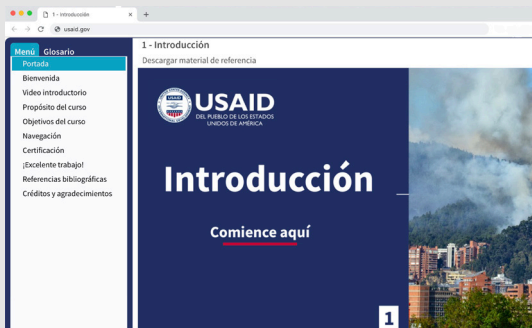 1 - Introducción
usaid.gov
Menú Glosario
Portada
Bienvenida
Video introductorio
Propósito del curso
Objetivos del curso
Navegación
Certificación
¡Excelente trabajo!
Referencias bibliográficas
Créditos y agradecimientos
1 - Introducción
Descargar material de referencia
USAID
USAID
DEL PUEBLO DE LOS ESTADOS
UNIDOS DE AMÉRICA
Introducción
Comience aquí
1